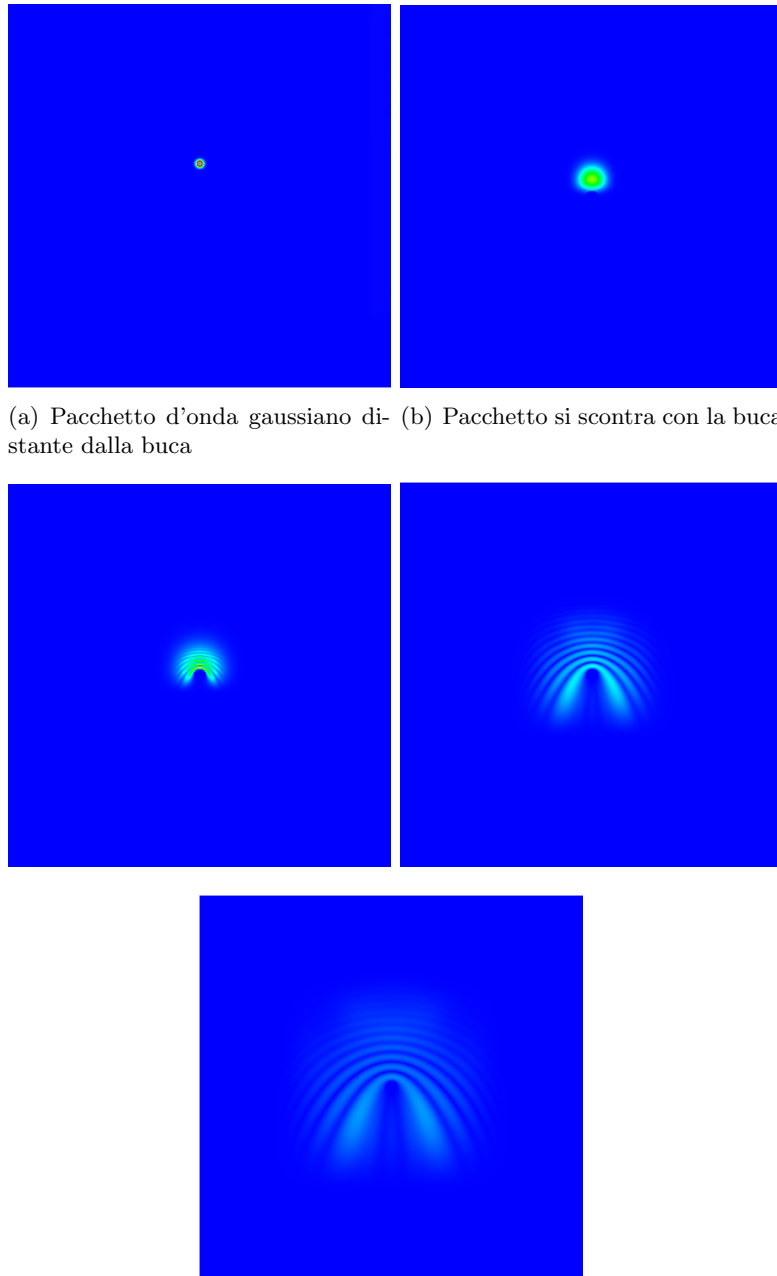 (a) Pacchetto d'onda gaussiano di-
stante dalla buca
(b) Pacchetto si scontra con la buca